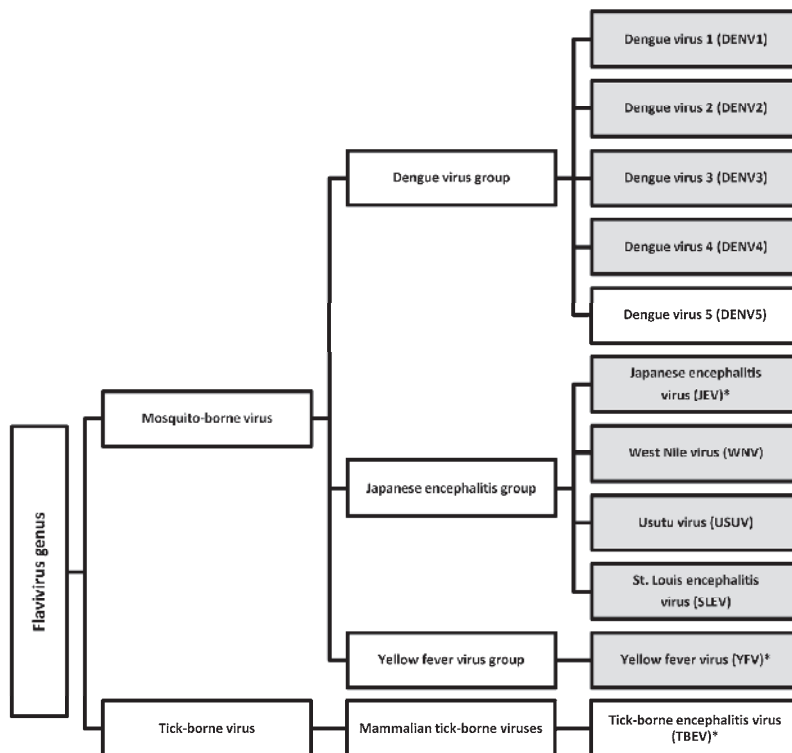 Dengue virus 1 (DENV1)
Dengue virus 2 (DENV2)
Dengue virus group
Dengue virus 3 (DENV3)
Dengue virus 4 (DENV4)
Dengue virus 5 (DENV5)
Japanese encephalitis
virus (JEV)*
Mosquito-borne virus
West Nile virus (WNV)
Japanese encephalitis group
Usutu virus (USUV)
Flavivirus genus
St. Louis encephalitis
virus (SLEV)
Yellow fever virus group
Yellow fever virus (YFV)*
Tick-borne virus
Mammalian tick-borne viruses
Tick-borne encephalitis virus
(TBEV)*